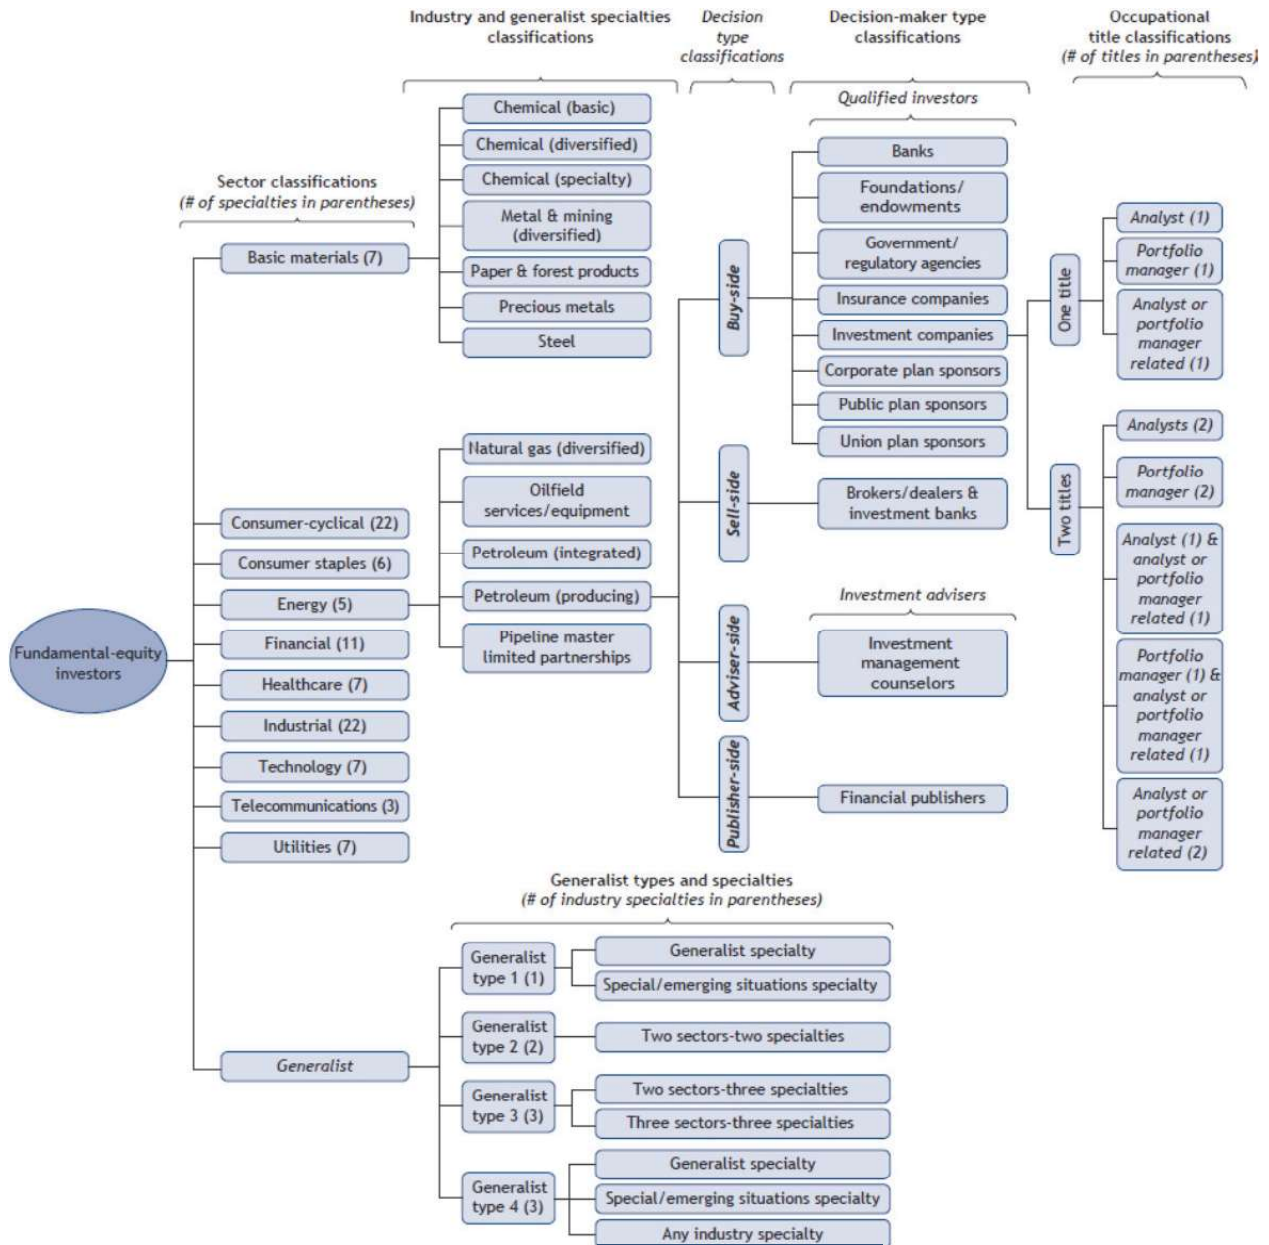 Industry and generalist specialties
classifications
Decision
type
classifications
Decision-maker type
classifications
Occupational
title classifications
(# of titles in parentheses)
Sector classifications
(# of specialties in parentheses)
Fundamental-equity
investors
Basic materials (7)
Consumer-cyclical (22)
Consumer staples (6)
Energy (5)
Financial (11)
Healthcare (7)
Industrial (22)
Technology (7)
Telecommunications (3)
Utilities (7)
Generalist
Chemical (basic)
Chemical (diversified)
Chemical (specialty)
Metal & mining
(diversified)
Paper & forest products
Precious metals
Steel
Natural gas (diversified)
Oilfield
services/equipment
Petroleum (integrated)
Petroleum (producing)
Pipeline master
limited partnerships
Buy-side
Sell-side
Adviser-side
Publisher-side
Qualified investors
Banks
Foundations/
endowments
Government/
regulatory agencies
Insurance companies
Investment companies
Corporate plan sponsors
Public plan sponsors
Union plan sponsors
Brokers/dealers &
investment banks
Investment advisers
Investment
management
counselors
Financial publishers
One title
Analyst (1)
Portfolio
manager (1)
Analyst or
portfolio
manager
related (1)
Two titles
Analysts (2)
Portfolio
manager (2)
Analyst (1) &
analyst or
portfolio
manager
related (1)
Portfolio
manager (1) &
analyst or
portfolio
manager
related (1)
Analyst or
portfolio
manager
related (2)
Generalist types and specialties
(# of industry specialties in parentheses)
Generalist
type 1 (1)
Generalist specialty
Special/emerging situations specialty
Generalist
type 2 (2)
Two sectors-two specialties
Generalist
type 3 (3)
Two sectors-three specialties
Three sectors-three specialties
Generalist
type 4 (3)
Generalist specialty
Special/emerging situations specialty
Any industry specialty